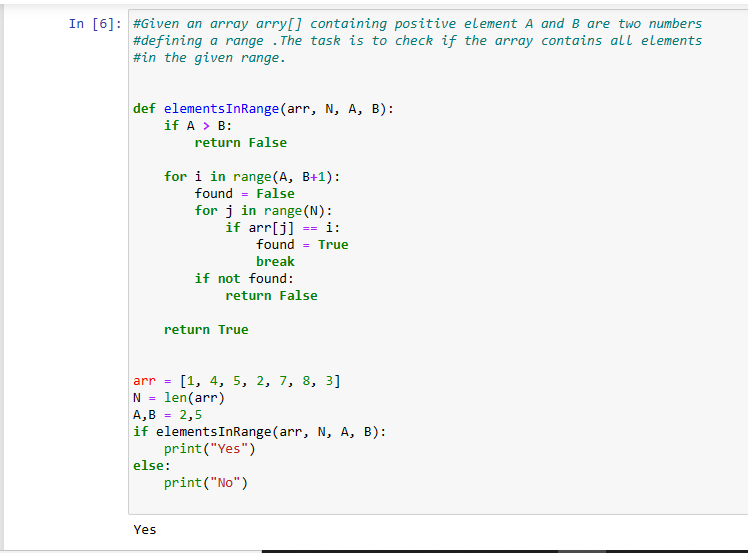 In [6]: #Given an array arry[] containing positive element A and B are two numbers
#defining a range .The task is to check if the array contains all elements
#in the given range.
def elementsInRange(arr, N, A, B):
    if A > B:
        return False
    for i in range(A, B+1):
        found = False
        for j in range(N):
            if arr[j] == i:
                found = True
                break
        if not found:
            return False
    return True
arr = [1, 4, 5, 2, 7, 8, 3]
N = len(arr)
A,B = 2,5
if elementsInRange(arr, N, A, B):
    print("Yes")
else:
    print("No")
Yes